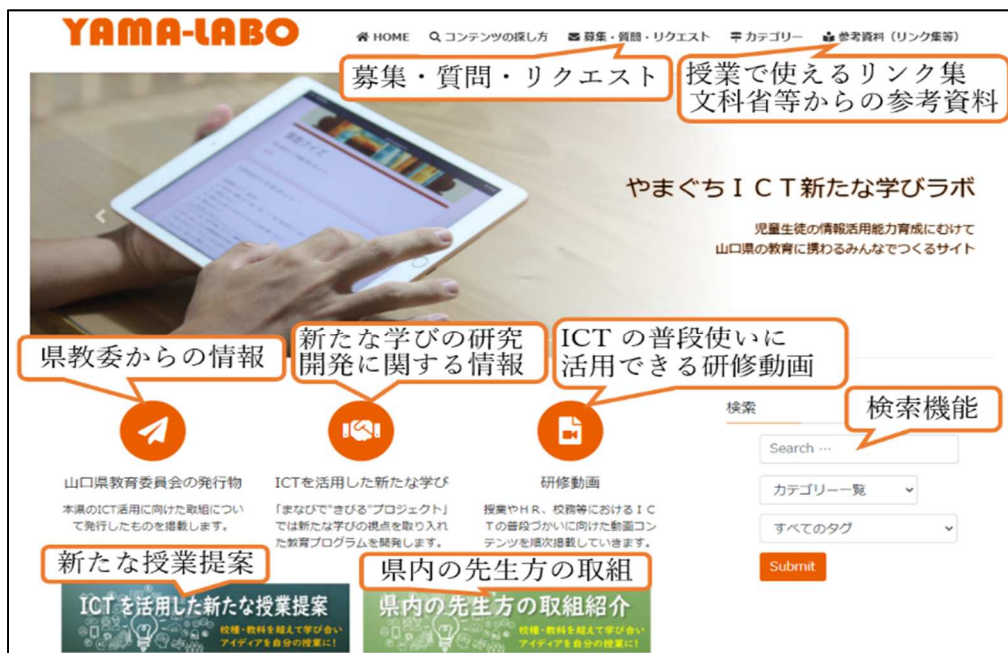 YAMA-LABO
HOME コンテンツの探し方 募集・質問・リクエスト カテゴリー 参考資料（リンク集等）
募集・質問・リクエスト
授業で使えるリンク集
文科省等からの参考資料
やまぐちＩＣＴ新たな学びラボ
児童生徒の情報活用能力育成にむけて
山口県の教育に携わるみんなでつくるサイト
県教委からの情報
新たな学びの研究
開発に関する情報
ICT の普段使いに
活用できる研修動画
検索
検索機能
Search …
カテゴリー一覧
すべてのタグ
Submit
山口県教育委員会の発行物
本県のICT活用に向けた取組につい
て発行したものを掲載します。
ICTを活用した新たな学び
「まなびで"きびる"プロジェクト」
では新たな学びの視点を取り入れ
た教育プログラムを開発します。
研修動画
授業やＨＲ、校務等におけるＩＣ
Ｔの普段づかいに向けた動画コン
テンツを順次掲載していきます。
新たな授業提案
県内の先生方の取組
ICTを活用した新たな授業提案
校種・教科を超えて学び合い
アイディアを自分の授業に!
県内の先生方の取組紹介
校種・教科を超えて学び合い
アイディアを自分の授業に!